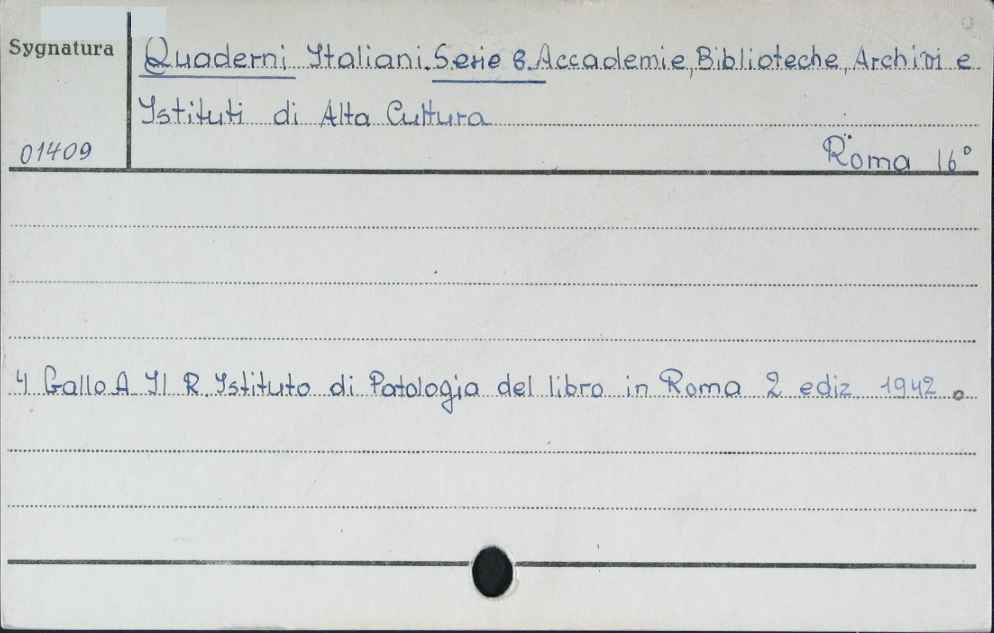 Sygnatura
Quaderni Italiani. Serie 8. Accademie, Biblioteche, Archivi e
Istituti di Alta Cultura
01409
Roma 16°
4 Gallo A Il R. Istituto di Patologia del libro in Roma 2 ediz 1942.